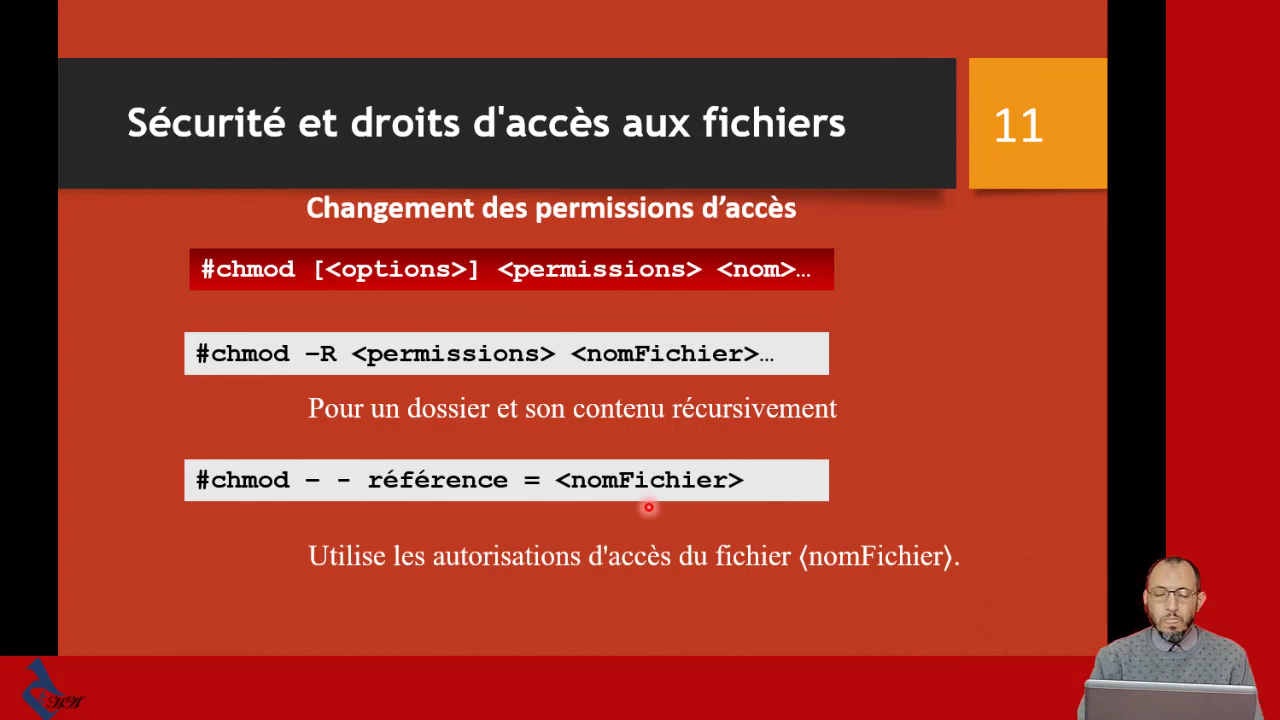 Sécurité et droits d'accès aux fichiers
11
Changement des permissions d’accès
#chmod [<options>] <permissions> <nom>…
#chmod –R <permissions> <nomFichier>…
Pour un dossier et son contenu récursivement
#chmod – - référence = <nomFichier>
Utilise les autorisations d'accès du fichier ⟨nomFichier⟩.